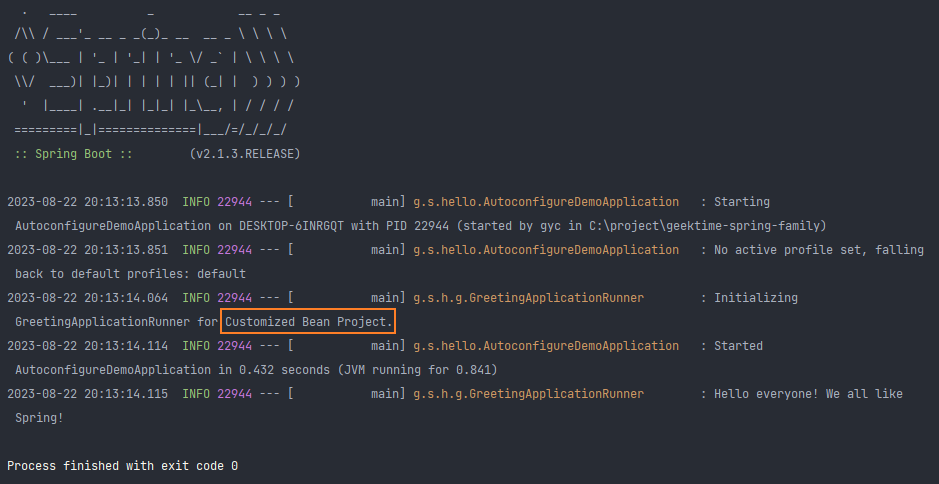 .   ____          _            __ _ _
 /\\ / ___'_ __ _ _(_)_ __  __ _ \ \ \ \
( ( )\___ | '_ | '_| | '_ \/ _` | \ \ \ \
 \\/  ___)| |_)| | | | | || (_| |  ) ) ) )
  '  |____| .__|_| |_|_| |_\__, | / / / /
 =========|_|==============|___/=/_/_/_/
 :: Spring Boot ::        (v2.1.3.RELEASE)
2023-08-22 20:13:13.850  INFO 22944 --- [           main] g.s.hello.AutoconfigureDemoApplication   : Starting
 AutoconfigureDemoApplication on DESKTOP-6INRGQT with PID 22944 (started by gyc in C:\project\geektime-spring-family)
2023-08-22 20:13:13.851  INFO 22944 --- [           main] g.s.hello.AutoconfigureDemoApplication   : No active profile set, falling
 back to default profiles: default
2023-08-22 20:13:14.064  INFO 22944 --- [           main] g.s.h.g.GreetingApplicationRunner        : Initializing
 GreetingApplicationRunner for Customized Bean Project.
2023-08-22 20:13:14.114  INFO 22944 --- [           main] g.s.hello.AutoconfigureDemoApplication   : Started
 AutoconfigureDemoApplication in 0.432 seconds (JVM running for 0.841)
2023-08-22 20:13:14.115  INFO 22944 --- [           main] g.s.h.g.GreetingApplicationRunner        : Hello everyone! We all like
 Spring!
Process finished with exit code 0